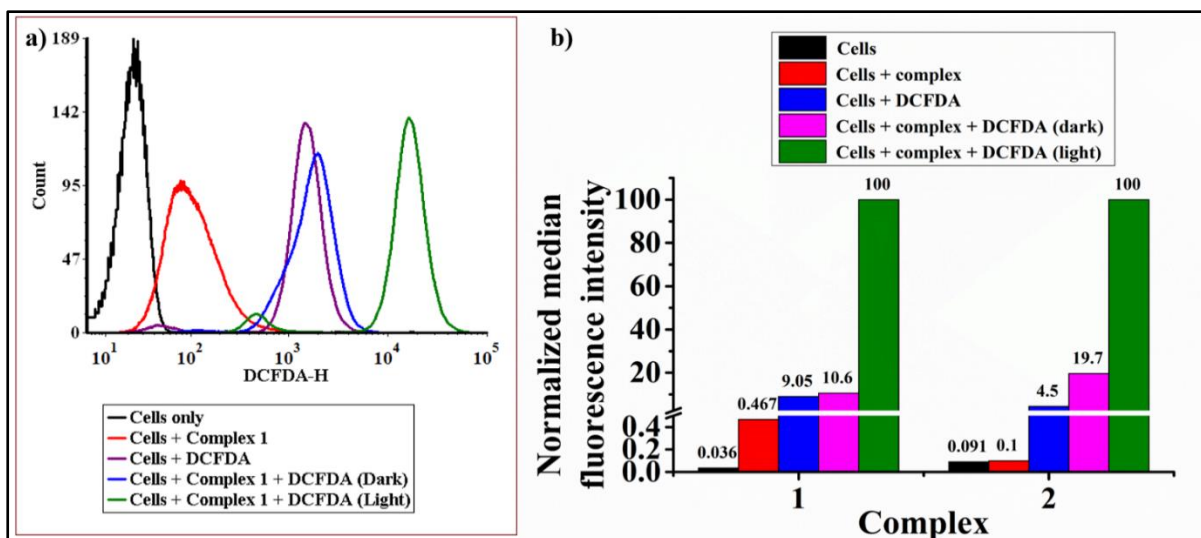 a)
189
142
95
47
0
Count
10¹ 10² 10³ 10⁴ 10⁵
DCFDA-H
Cells only
Cells + Complex 1
Cells + DCFDA
Cells + Complex 1 + DCFDA (Dark)
Cells + Complex 1 + DCFDA (Light)
b)
Cells
Cells + complex
Cells + DCFDA
Cells + complex + DCFDA (dark)
Cells + complex + DCFDA (light)
Normalized median
fluorescence intensity
100
80
60
40
20
0.4
0.2
0.0
0.036
0.467
9.05
10.6
100
0.091
0.1
4.5
19.7
100
1 2
Complex